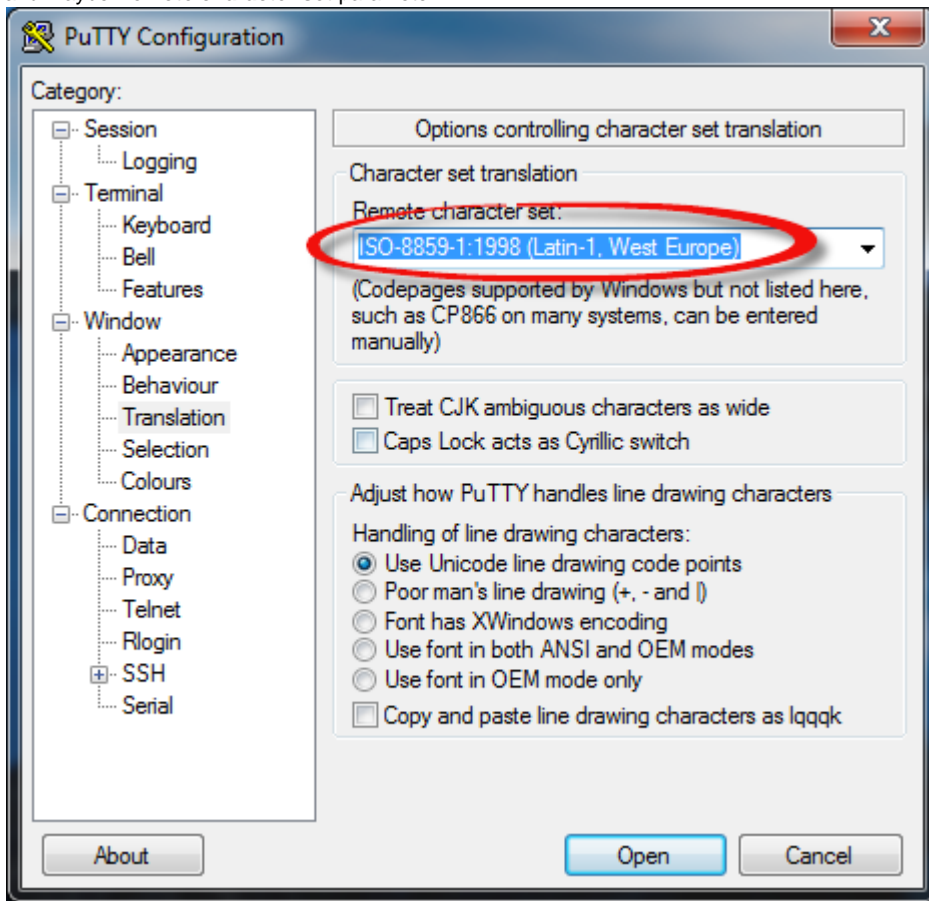 PuTTY Configuration
Category:
Session
Logging
Terminal
Keyboard
Bell
Features
Window
Appearance
Behaviour
Translation
Selection
Colours
Connection
Data
Proxy
Telnet
Rlogin
SSH
Serial
Options controlling character set translation
Character set translation
Remote character set:
ISO-8859-1:1998 (Latin-1, West Europe)
(Codepages supported by Windows but not listed here,
such as CP866 on many systems, can be entered
manually)
Treat CJK ambiguous characters as wide
Caps Lock acts as Cyrillic switch
Adjust how PuTTY handles line drawing characters
Handling of line drawing characters:
Use Unicode line drawing code points
Poor man's line drawing (+, - and |)
Font has XWindows encoding
Use font in both ANSI and OEM modes
Use font in OEM mode only
Copy and paste line drawing characters as lqqqk
About
Open
Cancel